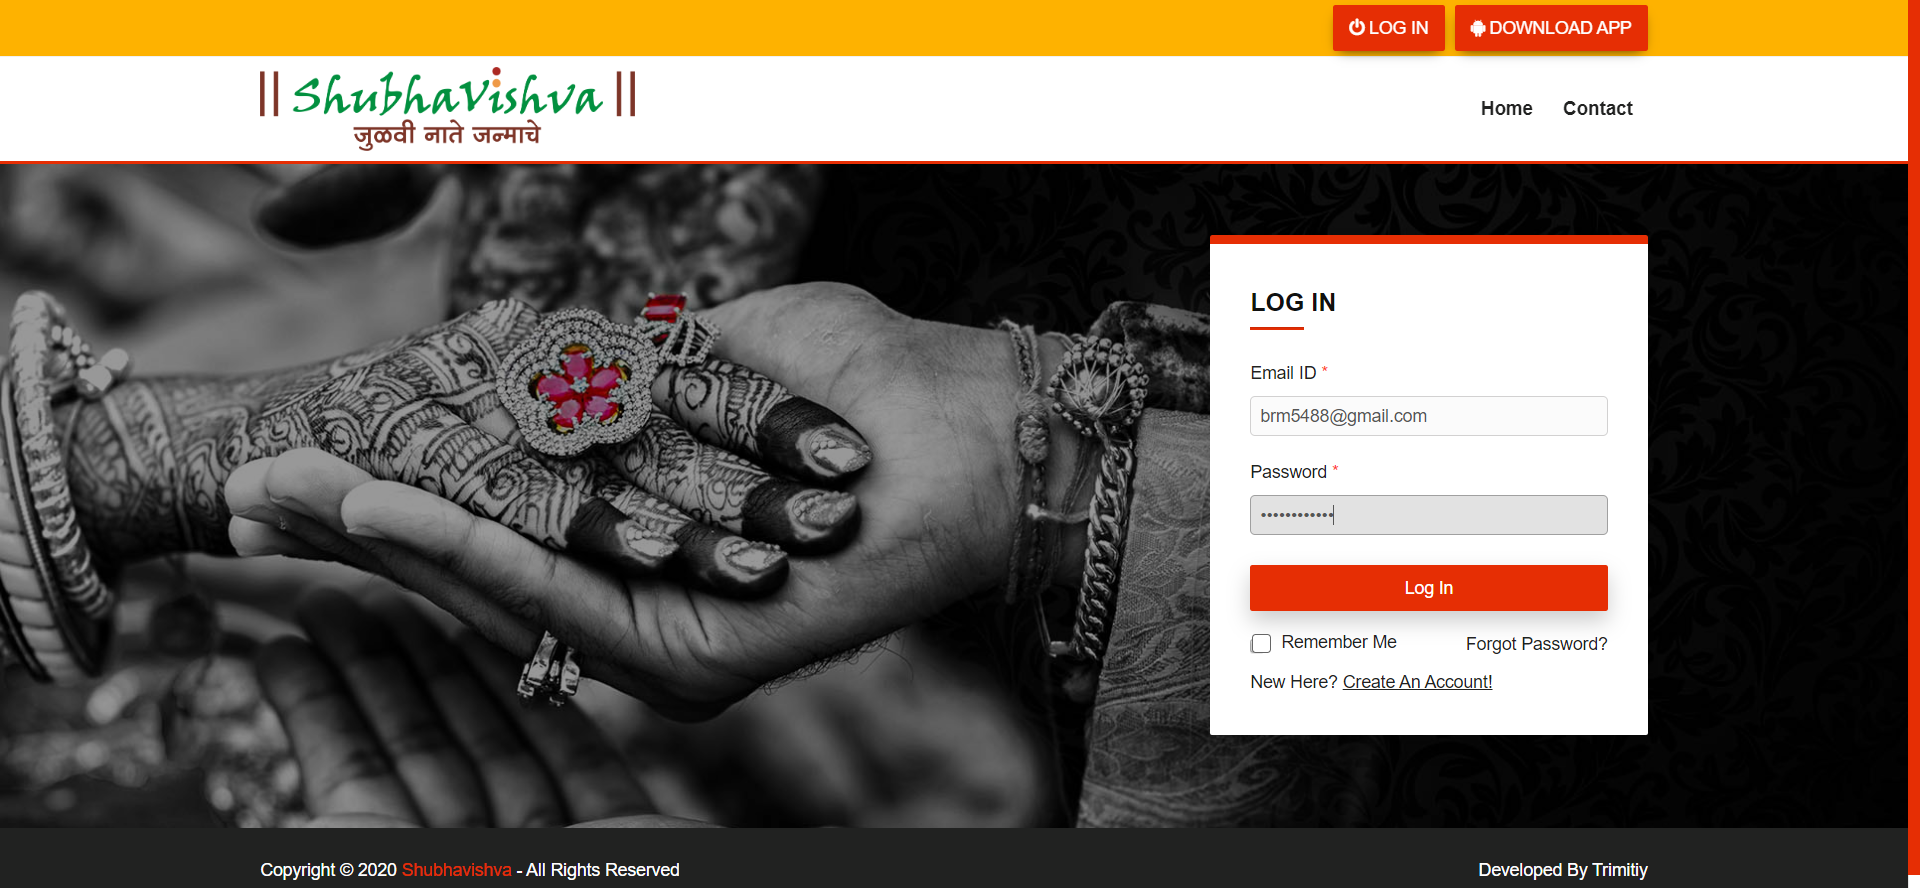 LOG IN DOWNLOAD APP
|| ShubhaVishva ||
जुळवी नाते जन्माचे
Home Contact
LOG IN
Email ID *
brm5488@gmail.com
Password *
••••••••••••
Log In
Remember Me Forgot Password?
New Here? Create An Account!
Copyright © 2020 Shubhavishva - All Rights Reserved Developed By Trimitiy